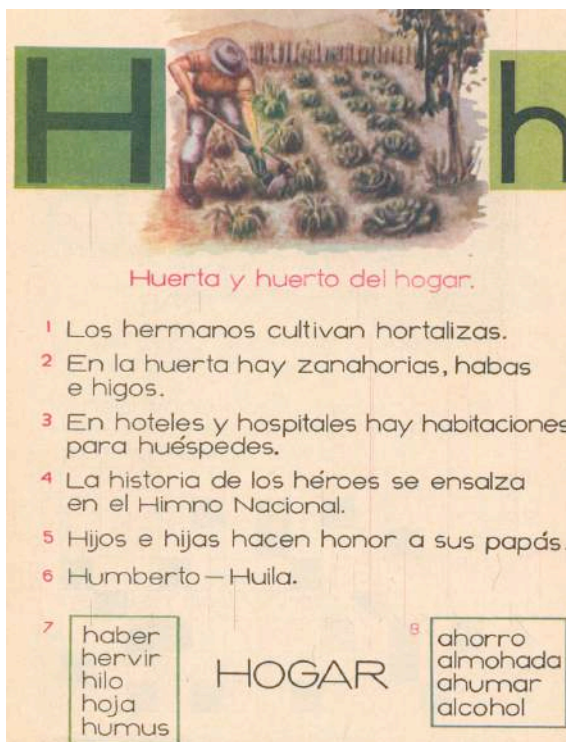 H h
Huerta y huerto del hogar.
1 Los hermanos cultivan hortalizas.
2 En la huerta hay zanahorias, habas
e higos.
3 En hoteles y hospitales hay habitaciones
para huéspedes.
4 La historia de los héroes se ensalza
en el Himno Nacional.
5 Hijos e hijas hacen honor a sus papás.
6 Humberto — Huila.
7
haber
hervir
hilo
hoja
humus
HOGAR
8
ahorro
almohada
ahumar
alcohol